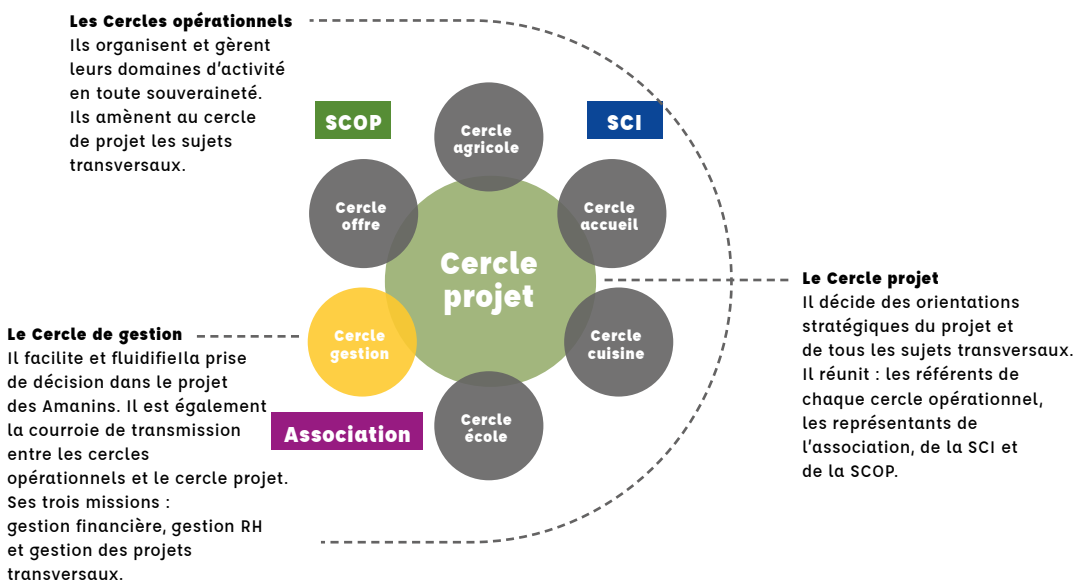 Les Cercles opérationnels
Ils organisent et gèrent
leurs domaines d’activité
en toute souveraineté.
Ils amènent au cercle
de projet les sujets
transversaux.
SCOP
SCI
Cercle
agricole
Cercle
offre
Cercle
accueil
Cercle
projet
Cercle
gestion
Cercle
cuisine
Cercle
école
Association
Le Cercle de gestion
Il facilite et fluidifieIla prise
de décision dans le projet
des Amanins. Il est également
la courroie de transmission
entre les cercles
opérationnels et le cercle projet.
Ses trois missions :
gestion financière, gestion RH
et gestion des projets
transversaux.
Le Cercle projet
Il décide des orientations
stratégiques du projet et
de tous les sujets transversaux.
Il réunit : les référents de
chaque cercle opérationnel,
les représentants de
l’association, de la SCI et
de la SCOP.